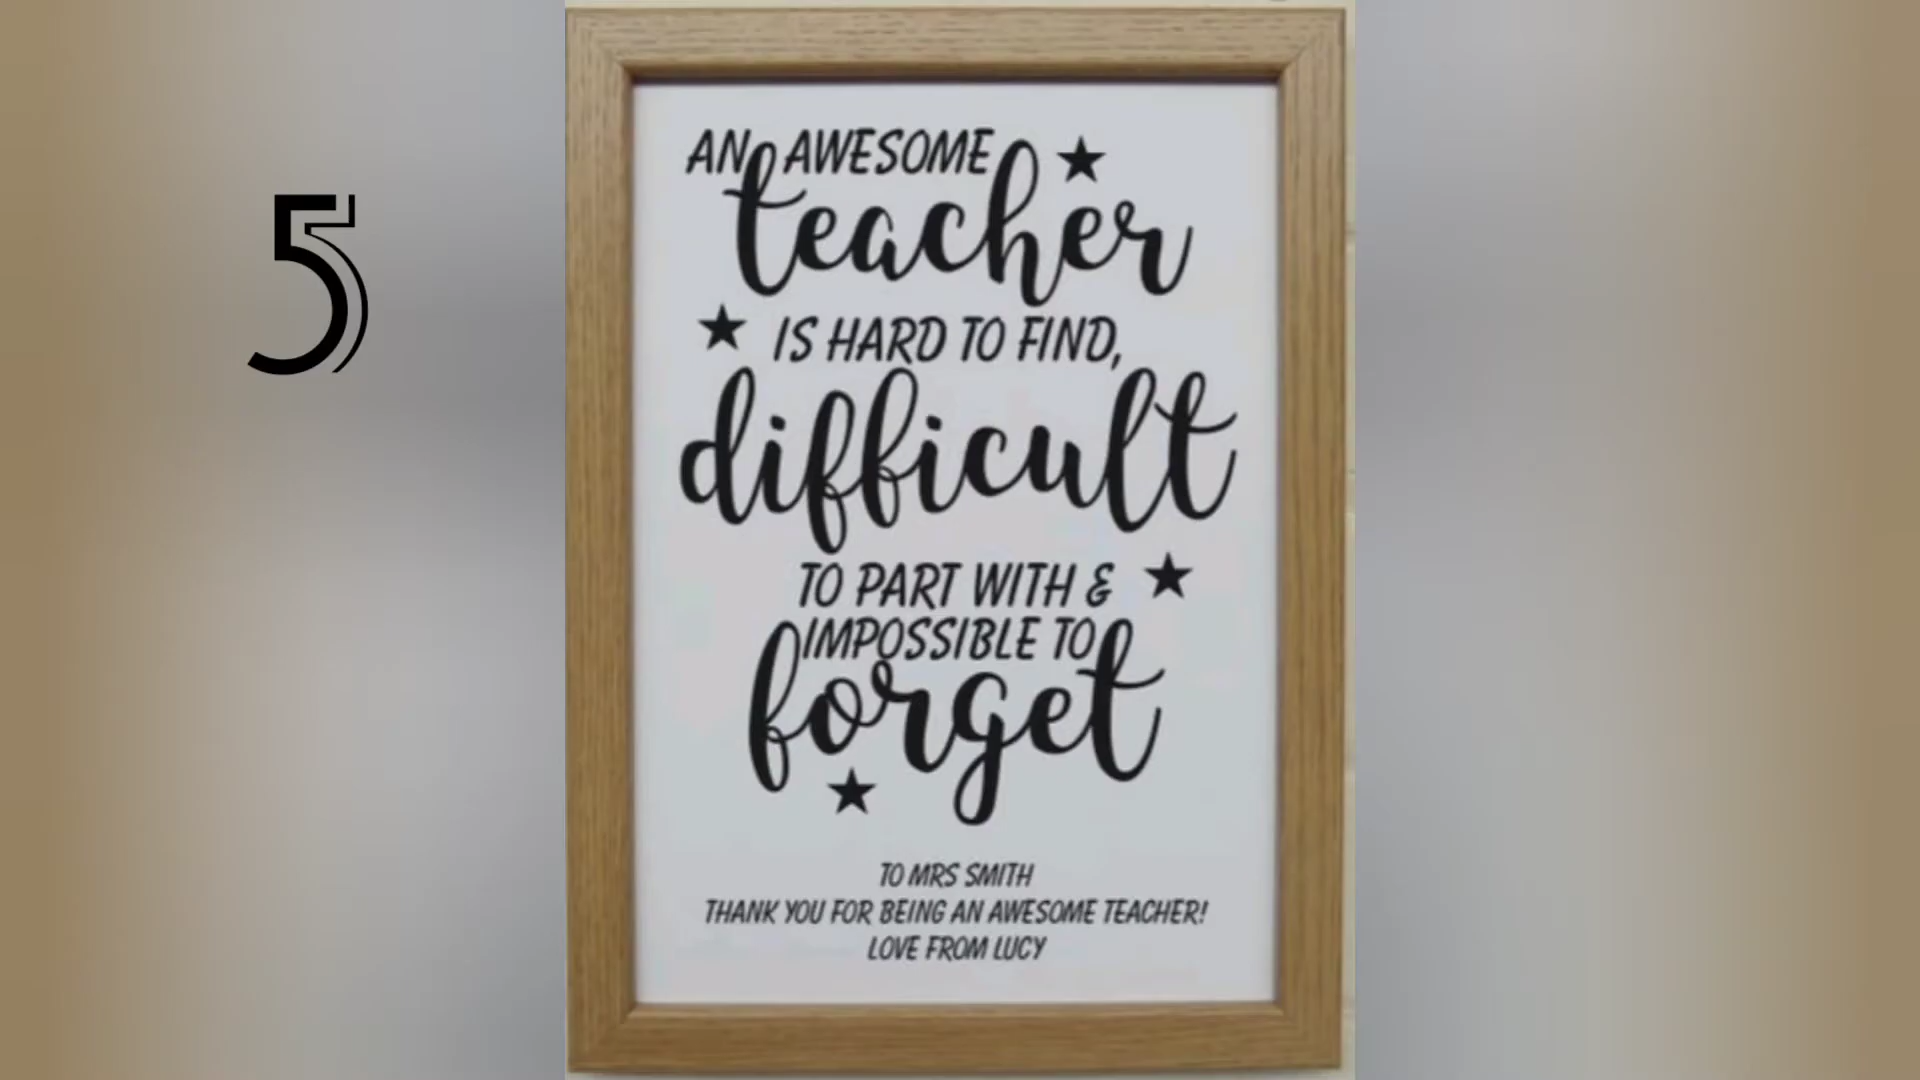 5
AN AWESOME
teacher
IS HARD TO FIND,
difficult
TO PART WITH &
IMPOSSIBLE TO
forget
TO MRS SMITH
THANK YOU FOR BEING AN AWESOME TEACHER!
LOVE FROM LUCY